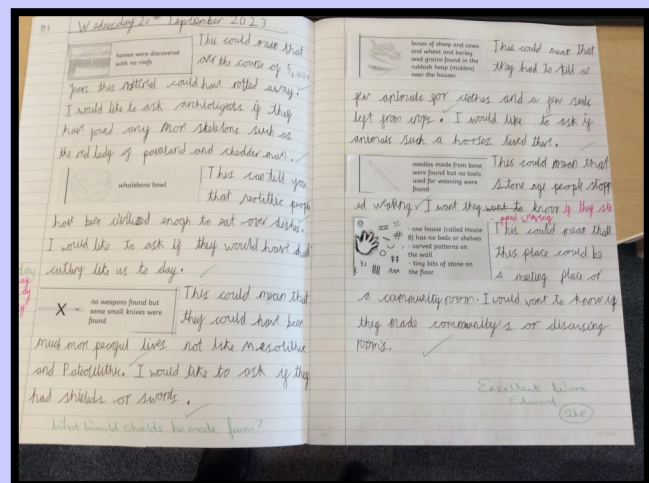 Wednesday 20th September 2023
homes were discovered
with no roofs
This could mean that
over the course of 5,000
years this material could have rotted away.
I would like to ask archioligists if they
have found any more skeletons such as
the red lady of paviland and chedder man.
whalebone bowl
This can tell you
that neolithic people
have been civilized enogh to eat over dishes.
I would like to ask if they would have had
cutlery like us to day.
no weapons found but
some small knives were
found
This could mean that
they could have been
much more peaceful lives not like Mesolithic
and Paleolilithic. I would like to ask if they
had shields or swords.
What would shields be made from?
bones of sheep and cows
and wheat and barley
seed grains found in the
rubbish heap (midden)
near the houses
This could mean that
they had to kill a
few animals for clothes and a few seeds
left from crops. I would like to ask if
animals such a horses lived there.
needles made from bone
were found but no tools
used for weaving were
found
This could mean that
stone age people stopp
ed weaving. I want they want to know if they sto
pped weaving
- one house (called House
8) has no beds or shelves
- carved patterns on
the wall
- tiny bits of stone on
the floor
This could mean that
this place could be
a meeting place or
a community room. I would want to know if
they made community's or discussing
room's.
Excellent Work
Edward
2he